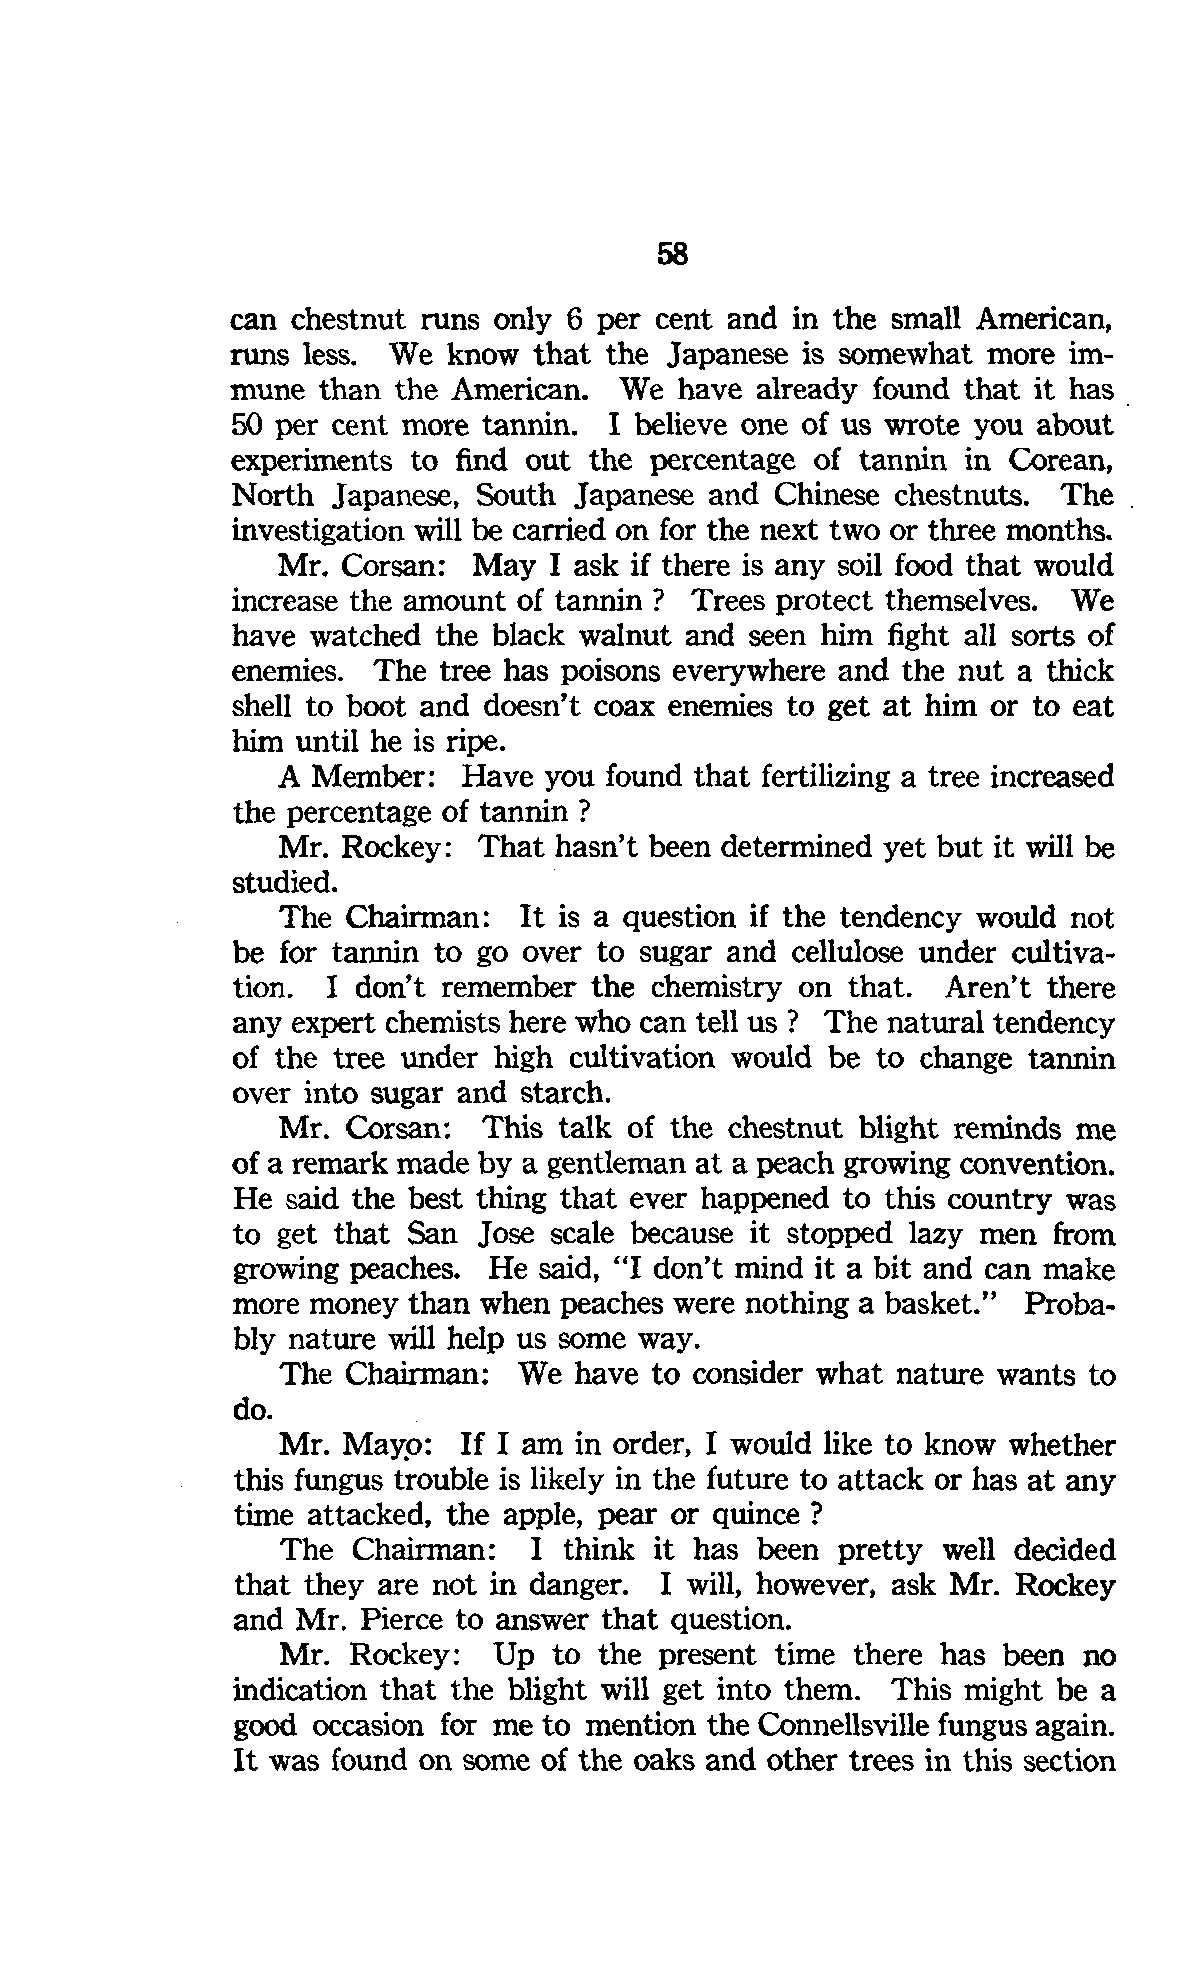 58
can chestnut runs only 6 per cent and in the small American,
runs less. We know that the Japanese is somewhat more im-
mune than the American. We have already found that it has
50 per cent more tannin. I believe one of us wrote you about
experiments to find out the percentage of tannin in Corean,
North Japanese, South Japanese and Chinese chestnuts. The
investigation will be carried on for the next two or three months.
Mr. Corsan: May I ask if there is any soil food that would
increase the amount of tannin ? Trees protect themselves. We
have watched the black walnut and seen him fight all sorts of
enemies. The tree has poisons everywhere and the nut a thick
shell to boot and doesn't coax enemies to get at him or to eat
him until he is ripe.
A Member: Have you found that fertilizing a tree increased
the percentage of tannin ?
Mr. Rockey: That hasn't been determined yet but it will be
studied.
The Chairman: It is a question if the tendency would not
be for tannin to go over to sugar and cellulose under cultiva-
tion. I don't remember the chemistry on that. Aren't there
any expert chemists here who can tell us ? The natural tendency
of the tree under high cultivation would be to change tannin
over into sugar and starch.
Mr. Corsan: This talk of the chestnut blight reminds me
of a remark made by a gentleman at a peach growing convention.
He said the best thing that ever happened to this country was
to get that San Jose scale because it stopped lazy men from
growing peaches. He said, "I don't mind it a bit and can make
more money than when peaches were nothing a basket." Proba-
bly nature will help us some way.
The Chairman: We have to consider what nature wants to
do.
Mr. Mayo: If I am in order, I would like to know whether
this fungus trouble is likely in the future to attack or has at any
time attacked, the apple, pear or quince ?
The Chairman: I think it has been pretty well decided
that they are not in danger. I will, however, ask Mr. Rockey
and Mr. Pierce to answer that question.
Mr. Rockey: Up to the present time there has been no
indication that the blight will get into them. This might be a
good occasion for me to mention the Connellsville fungus again.
It was found on some of the oaks and other trees in this section